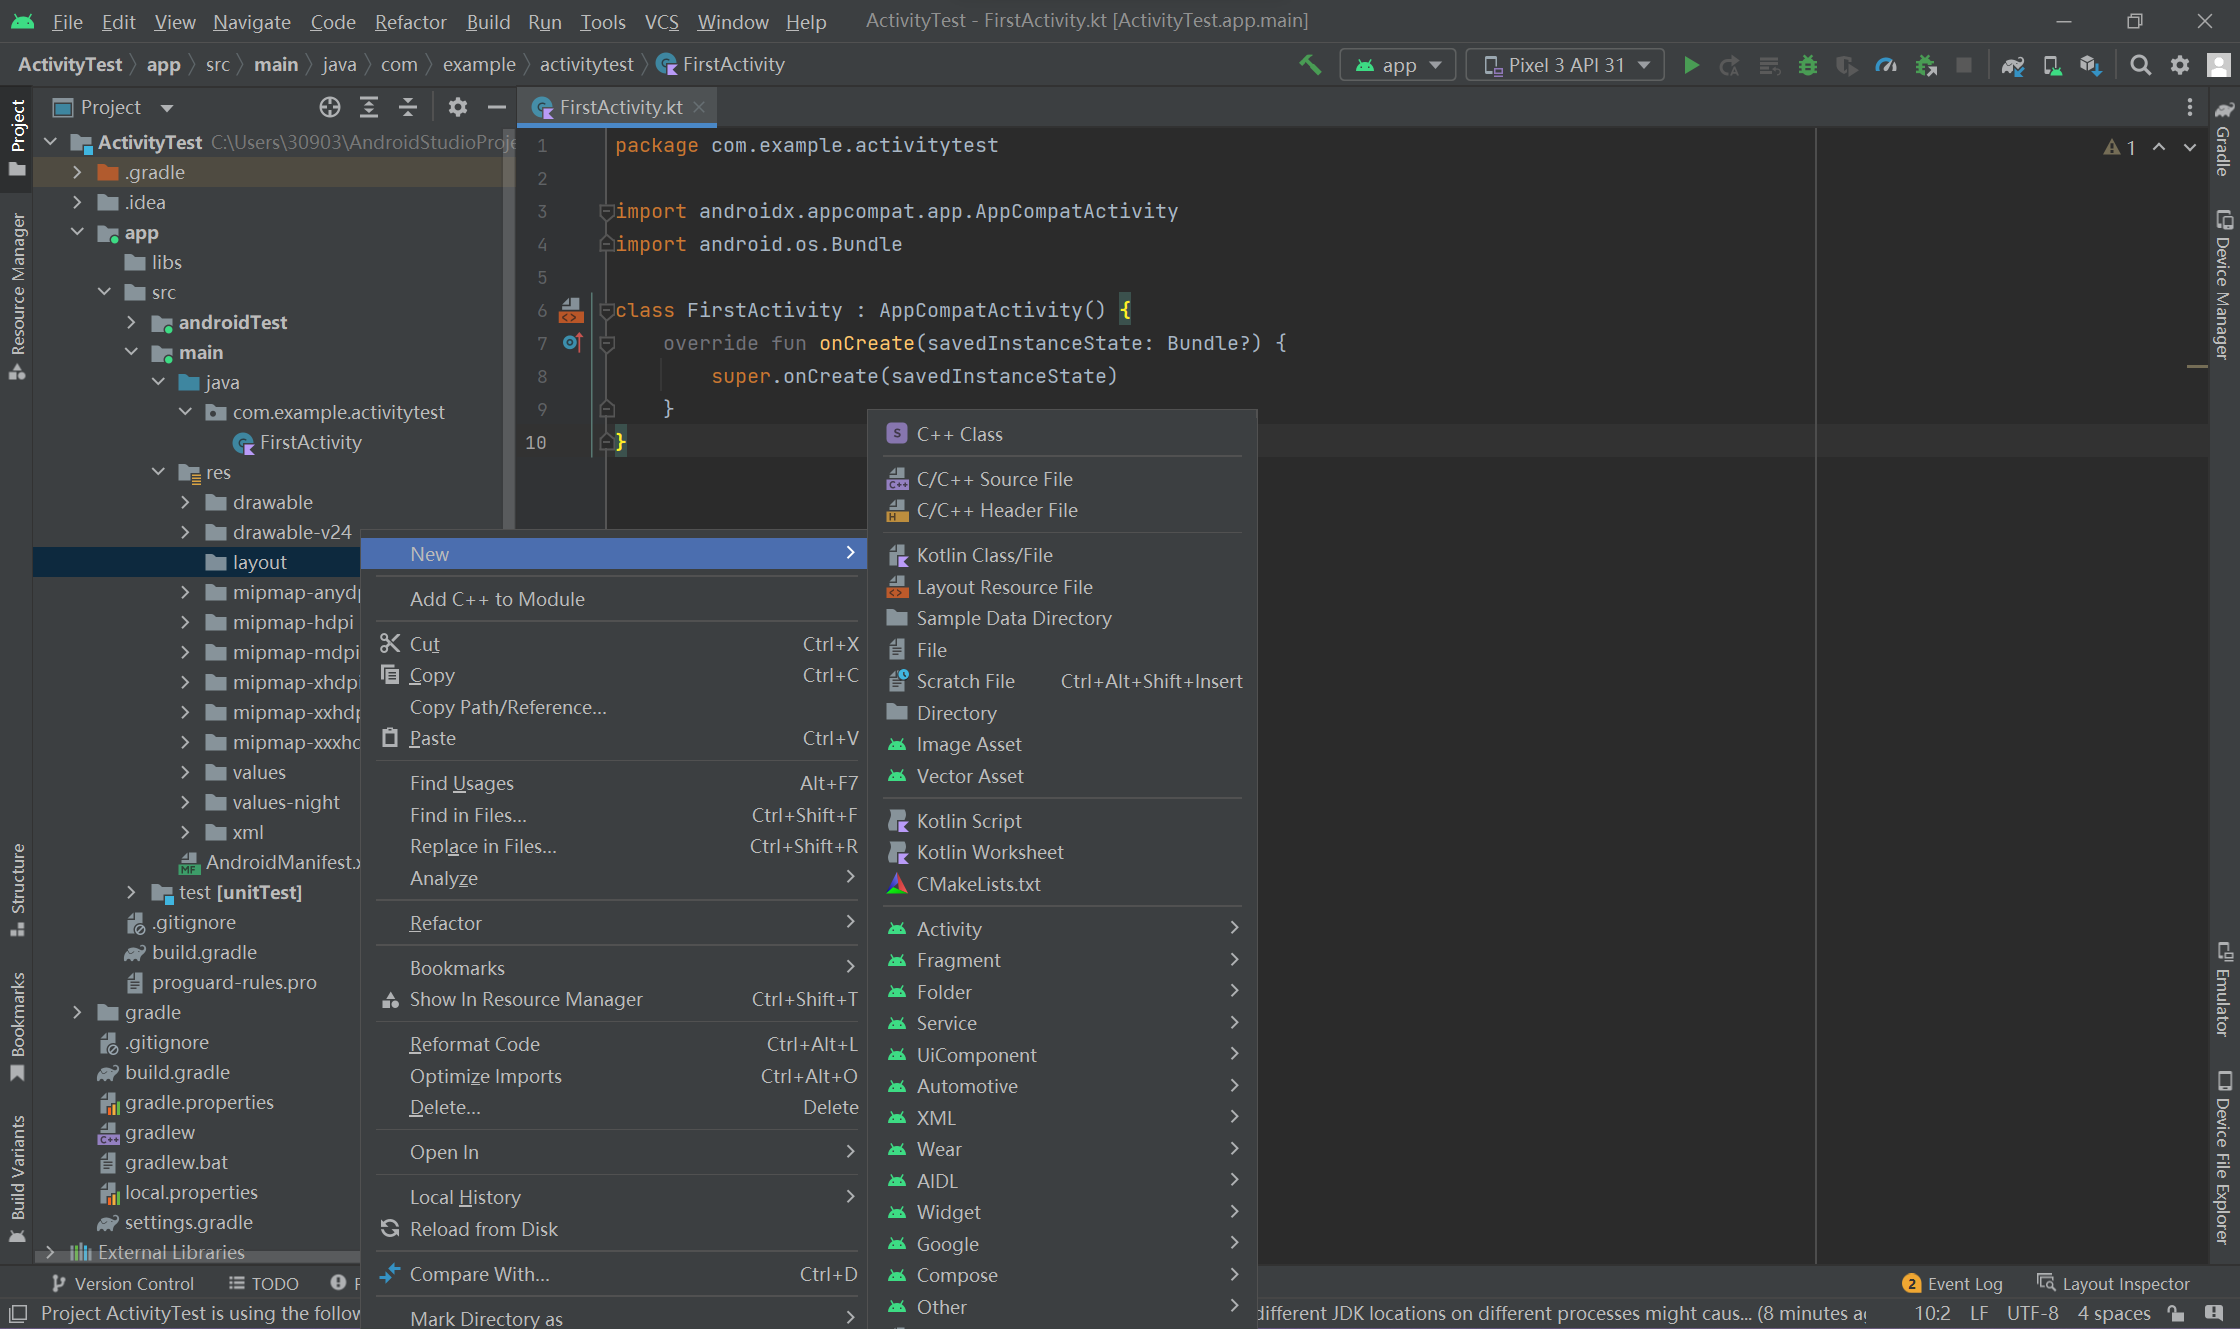 File Edit View Navigate Code Refactor Build Run Tools VCS Window Help ActivityTest - FirstActivity.kt [ActivityTest.app.main]
ActivityTest app src main java com example activitytest FirstActivity app Pixel 3 API 31
Project
FirstActivity.kt
Project
Resource Manager
Structure
Bookmarks
Build Variants
ActivityTest C:\Users\30903\AndroidStudioProje
.gradle
.idea
app
libs
src
androidTest
main
java
com.example.activitytest
FirstActivity
res
drawable
drawable-v24
layout
mipmap-anydp
mipmap-hdpi
mipmap-mdpi
mipmap-xhdpi
mipmap-xxhdp
mipmap-xxxhd
values
values-night
xml
AndroidManifest.x
test [unitTest]
.gitignore
build.gradle
proguard-rules.pro
gradle
.gitignore
build.gradle
gradle.properties
gradlew
gradlew.bat
local.properties
settings.gradle
External Libraries
1 package com.example.activitytest
2
3 import androidx.appcompat.app.AppCompatActivity
4 import android.os.Bundle
5
6 class FirstActivity : AppCompatActivity() {
7 override fun onCreate(savedInstanceState: Bundle?) {
8 super.onCreate(savedInstanceState)
9 }
10 }
1
New
Add C++ to Module
Cut Ctrl+X
Copy Ctrl+C
Copy Path/Reference...
Paste Ctrl+V
Find Usages Alt+F7
Find in Files... Ctrl+Shift+F
Replace in Files... Ctrl+Shift+R
Analyze
Refactor
Bookmarks
Show In Resource Manager Ctrl+Shift+T
Reformat Code Ctrl+Alt+L
Optimize Imports Ctrl+Alt+O
Delete... Delete
Open In
Local History
Reload from Disk
Compare With... Ctrl+D
Mark Directory as
C++ Class
C/C++ Source File
C/C++ Header File
Kotlin Class/File
Layout Resource File
Sample Data Directory
File
Scratch File Ctrl+Alt+Shift+Insert
Directory
Image Asset
Vector Asset
Kotlin Script
Kotlin Worksheet
CMakeLists.txt
Activity
Fragment
Folder
Service
UiComponent
Automotive
XML
Wear
AIDL
Widget
Google
Compose
Other
Gradle
Device Manager
Emulator
Device File Explorer
Version Control TODO P 2 Event Log Layout Inspector
Project ActivityTest is using the follow different JDK locations on different processes might caus... (8 minutes ag 10:2 LF UTF-8 4 spaces